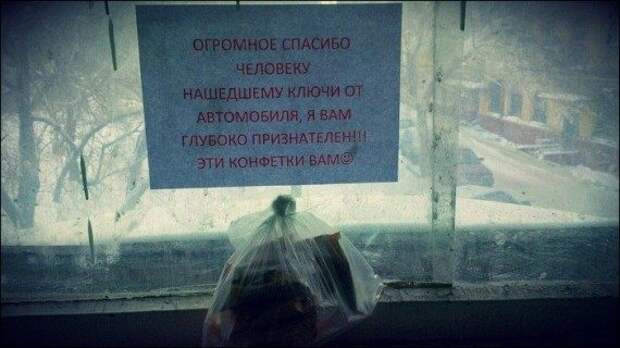 ОГРОМНОЕ СПАСИБО
ЧЕЛОВЕКУ
НАШЕДШЕМУ КЛЮЧИ ОТ
АВТОМОБИЛЯ, Я ВАМ
ГЛУБОКО ПРИЗНАТЕЛЕН!!!
ЭТИ КОНФЕТКИ ВАМ☺